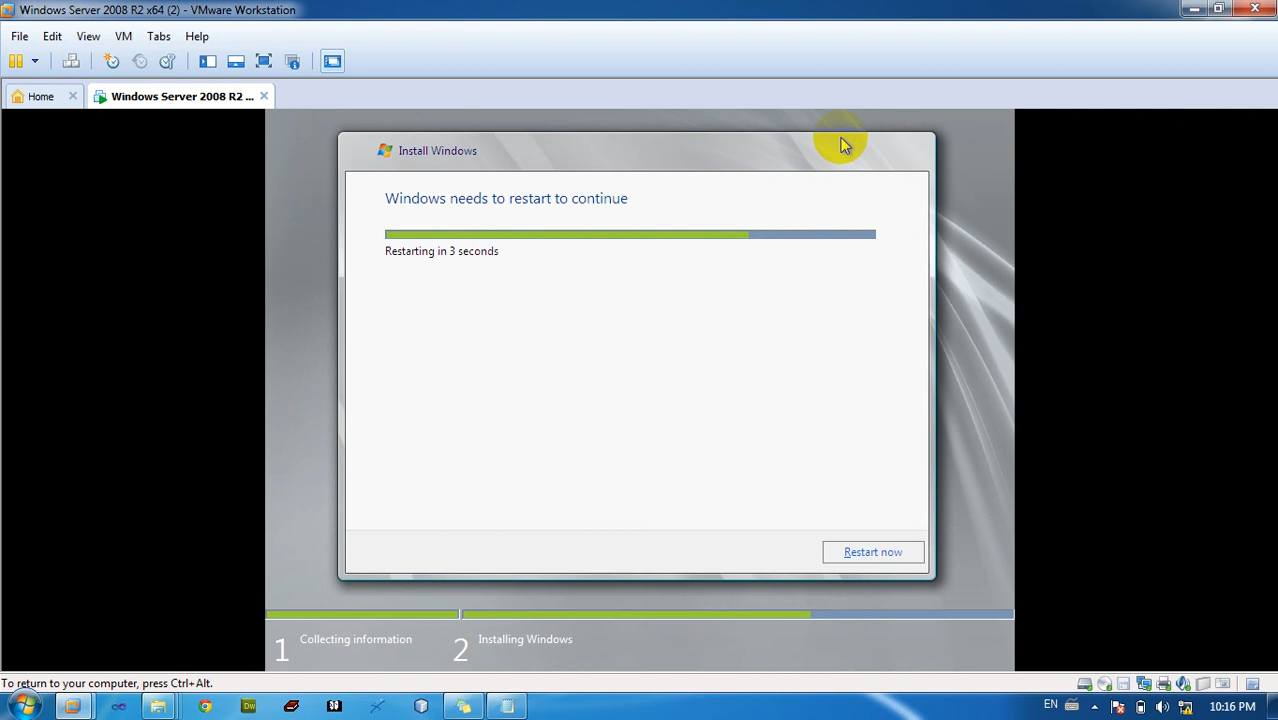 Windows Server 2008 R2 x64 (2) - VMware Workstation
File Edit View VM Tabs Help
Home Windows Server 2008 R2 ...
Install Windows
Windows needs to restart to continue
Restarting in 3 seconds
Restart now
1 Collecting information 2 Installing Windows
To return to your computer, press Ctrl+Alt.
Dw EN 10:16 PM